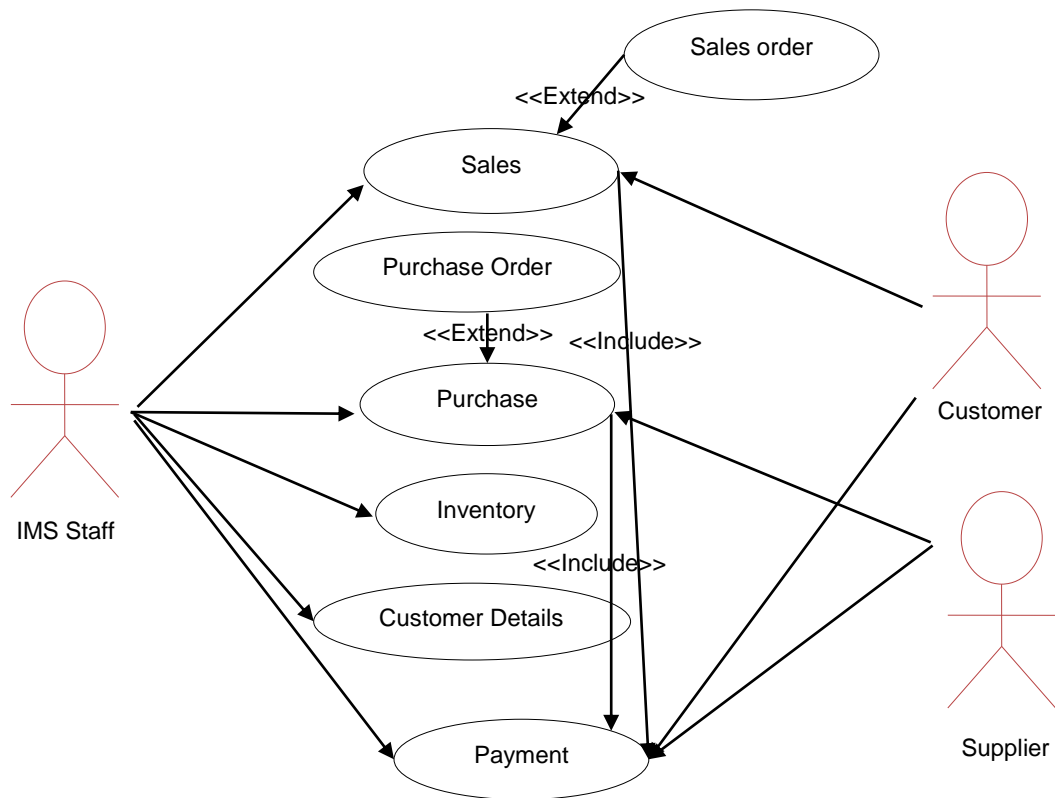 Sales order
<<Extend>>
Sales
Purchase Order
<<Extend>>
<<Include>>
Purchase
Customer
Inventory
IMS Staff
<<Include>>
Customer Details
Payment
Supplier